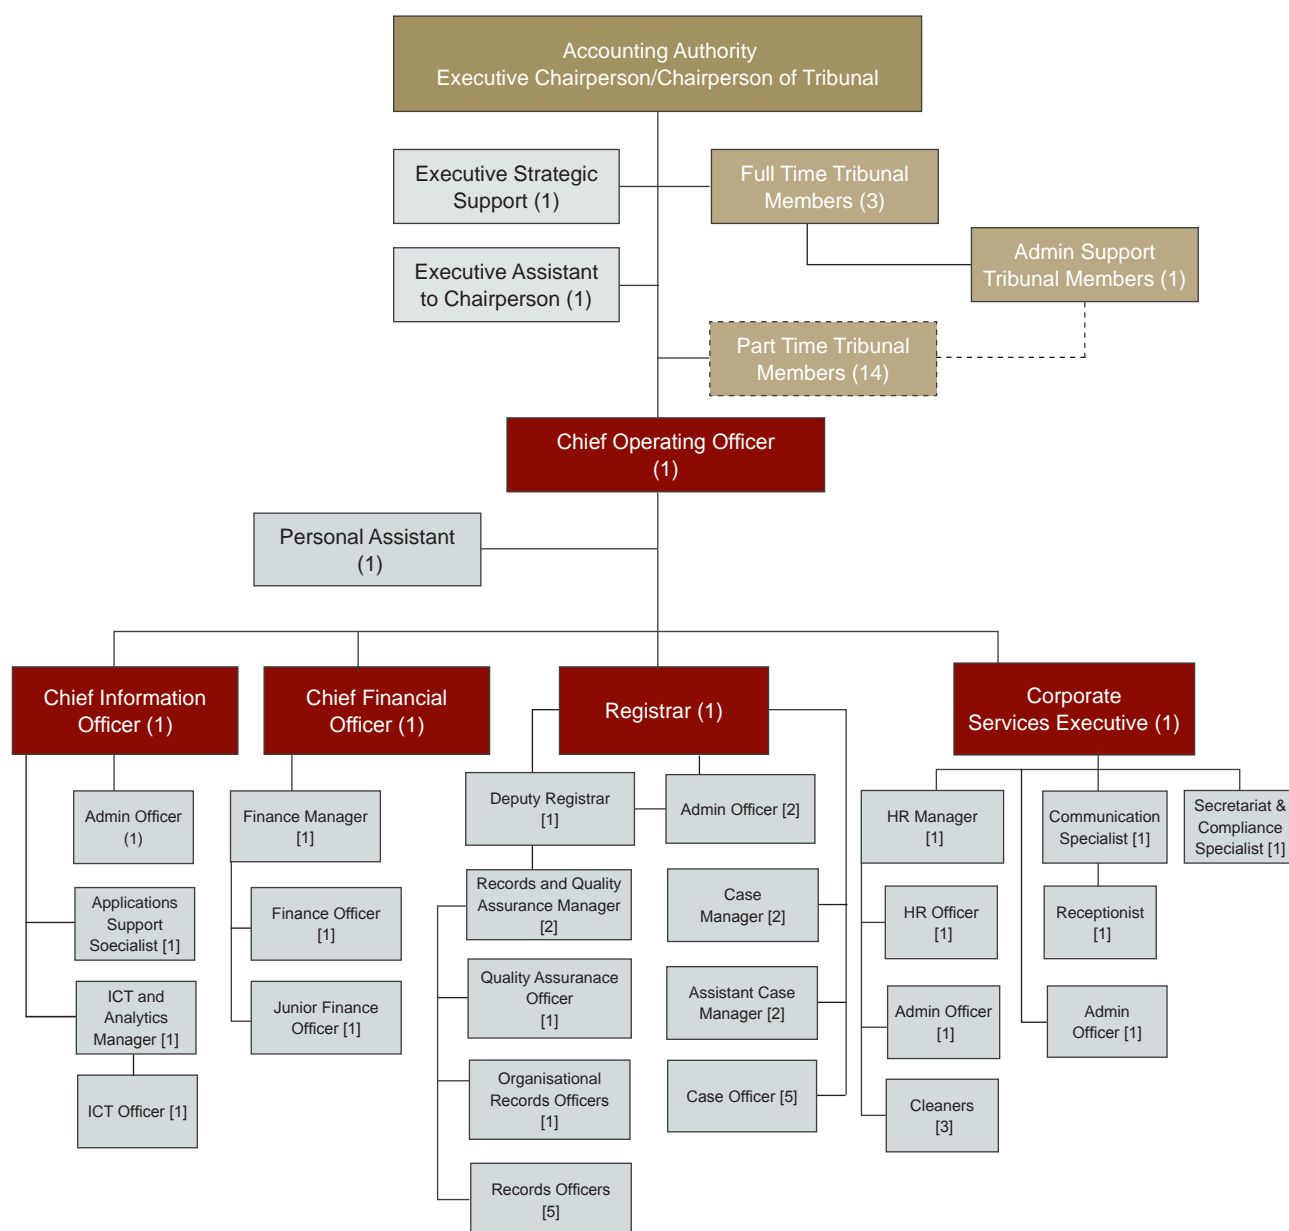 Accounting Authority
Executive Chairperson/Chairperson of Tribunal
Executive Strategic
Support (1)
Full Time Tribunal
Members (3)
Executive Assistant
to Chairperson (1)
Admin Support
Tribunal Members (1)
Part Time Tribunal
Members (14)
Chief Operating Officer
(1)
Personal Assistant
(1)
Chief Information
Officer (1)
Chief Financial
Officer (1)
Registrar (1)
Corporate
Services Executive (1)
Admin Officer
(1)
Applications
Support
Soecialist [1]
ICT and
Analytics
Manager [1]
ICT Officer [1]
Finance Manager
[1]
Finance Officer
[1]
Junior Finance
Officer [1]
Deputy Registrar
[1]
Admin Officer [2]
Records and Quality
Assurance Manager
[2]
Quality Assuranace
Officer
[1]
Organisational
Records Officers
[1]
Records Officers
[5]
Case
Manager [2]
Assistant Case
Manager [2]
Case Officer [5]
HR Manager
[1]
HR Officer
[1]
Admin Officer
[1]
Cleaners
[3]
Communication
Specialist [1]
Receptionist
[1]
Admin
Officer [1]
Secretariat &
Compliance
Specialist [1]